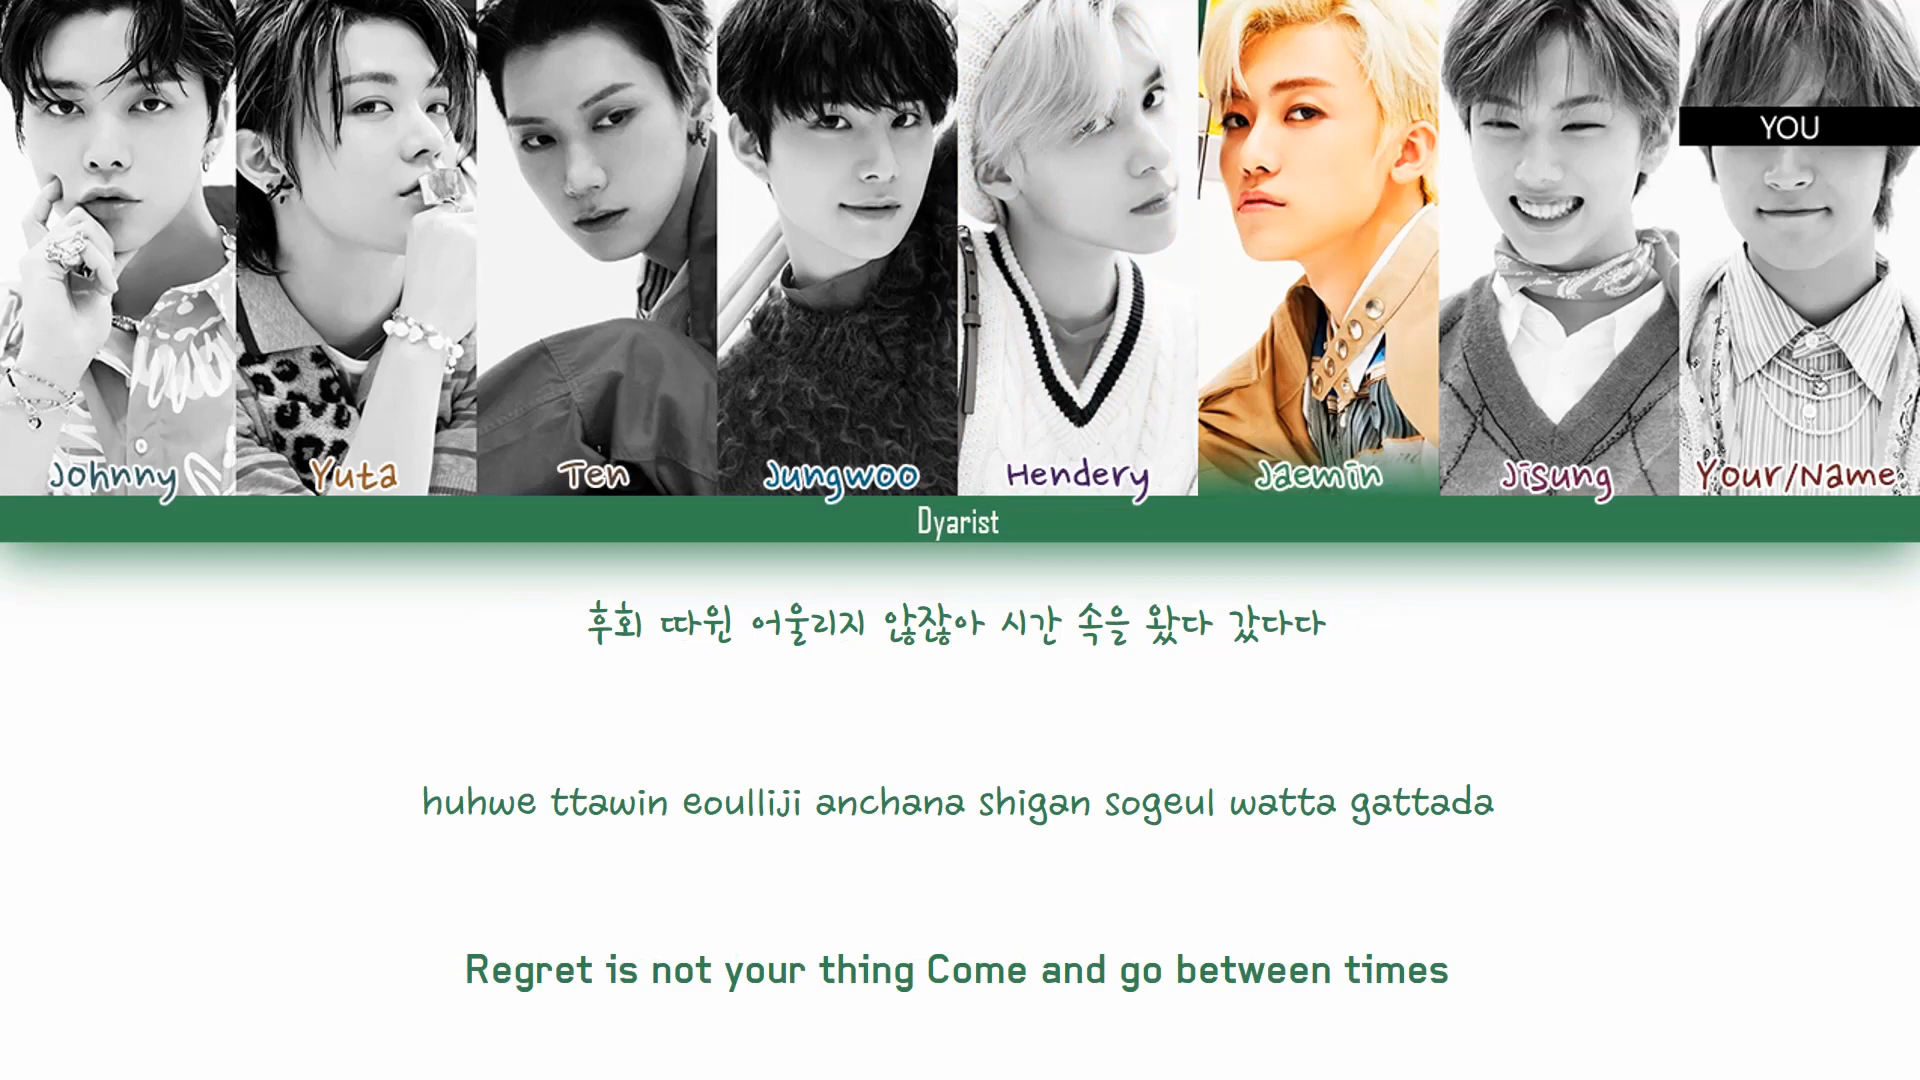 YOU
Johnny Yuta Ten Jungwoo Hendery Jaemin Jisung Your/Name
Dyarist
후회 따윈 어울리지 않잖아 시간 속을 왔다 갔다다
huhwe ttawin eoulliji anchana shigan sogeul watta gattada
Regret is not your thing Come and go between times